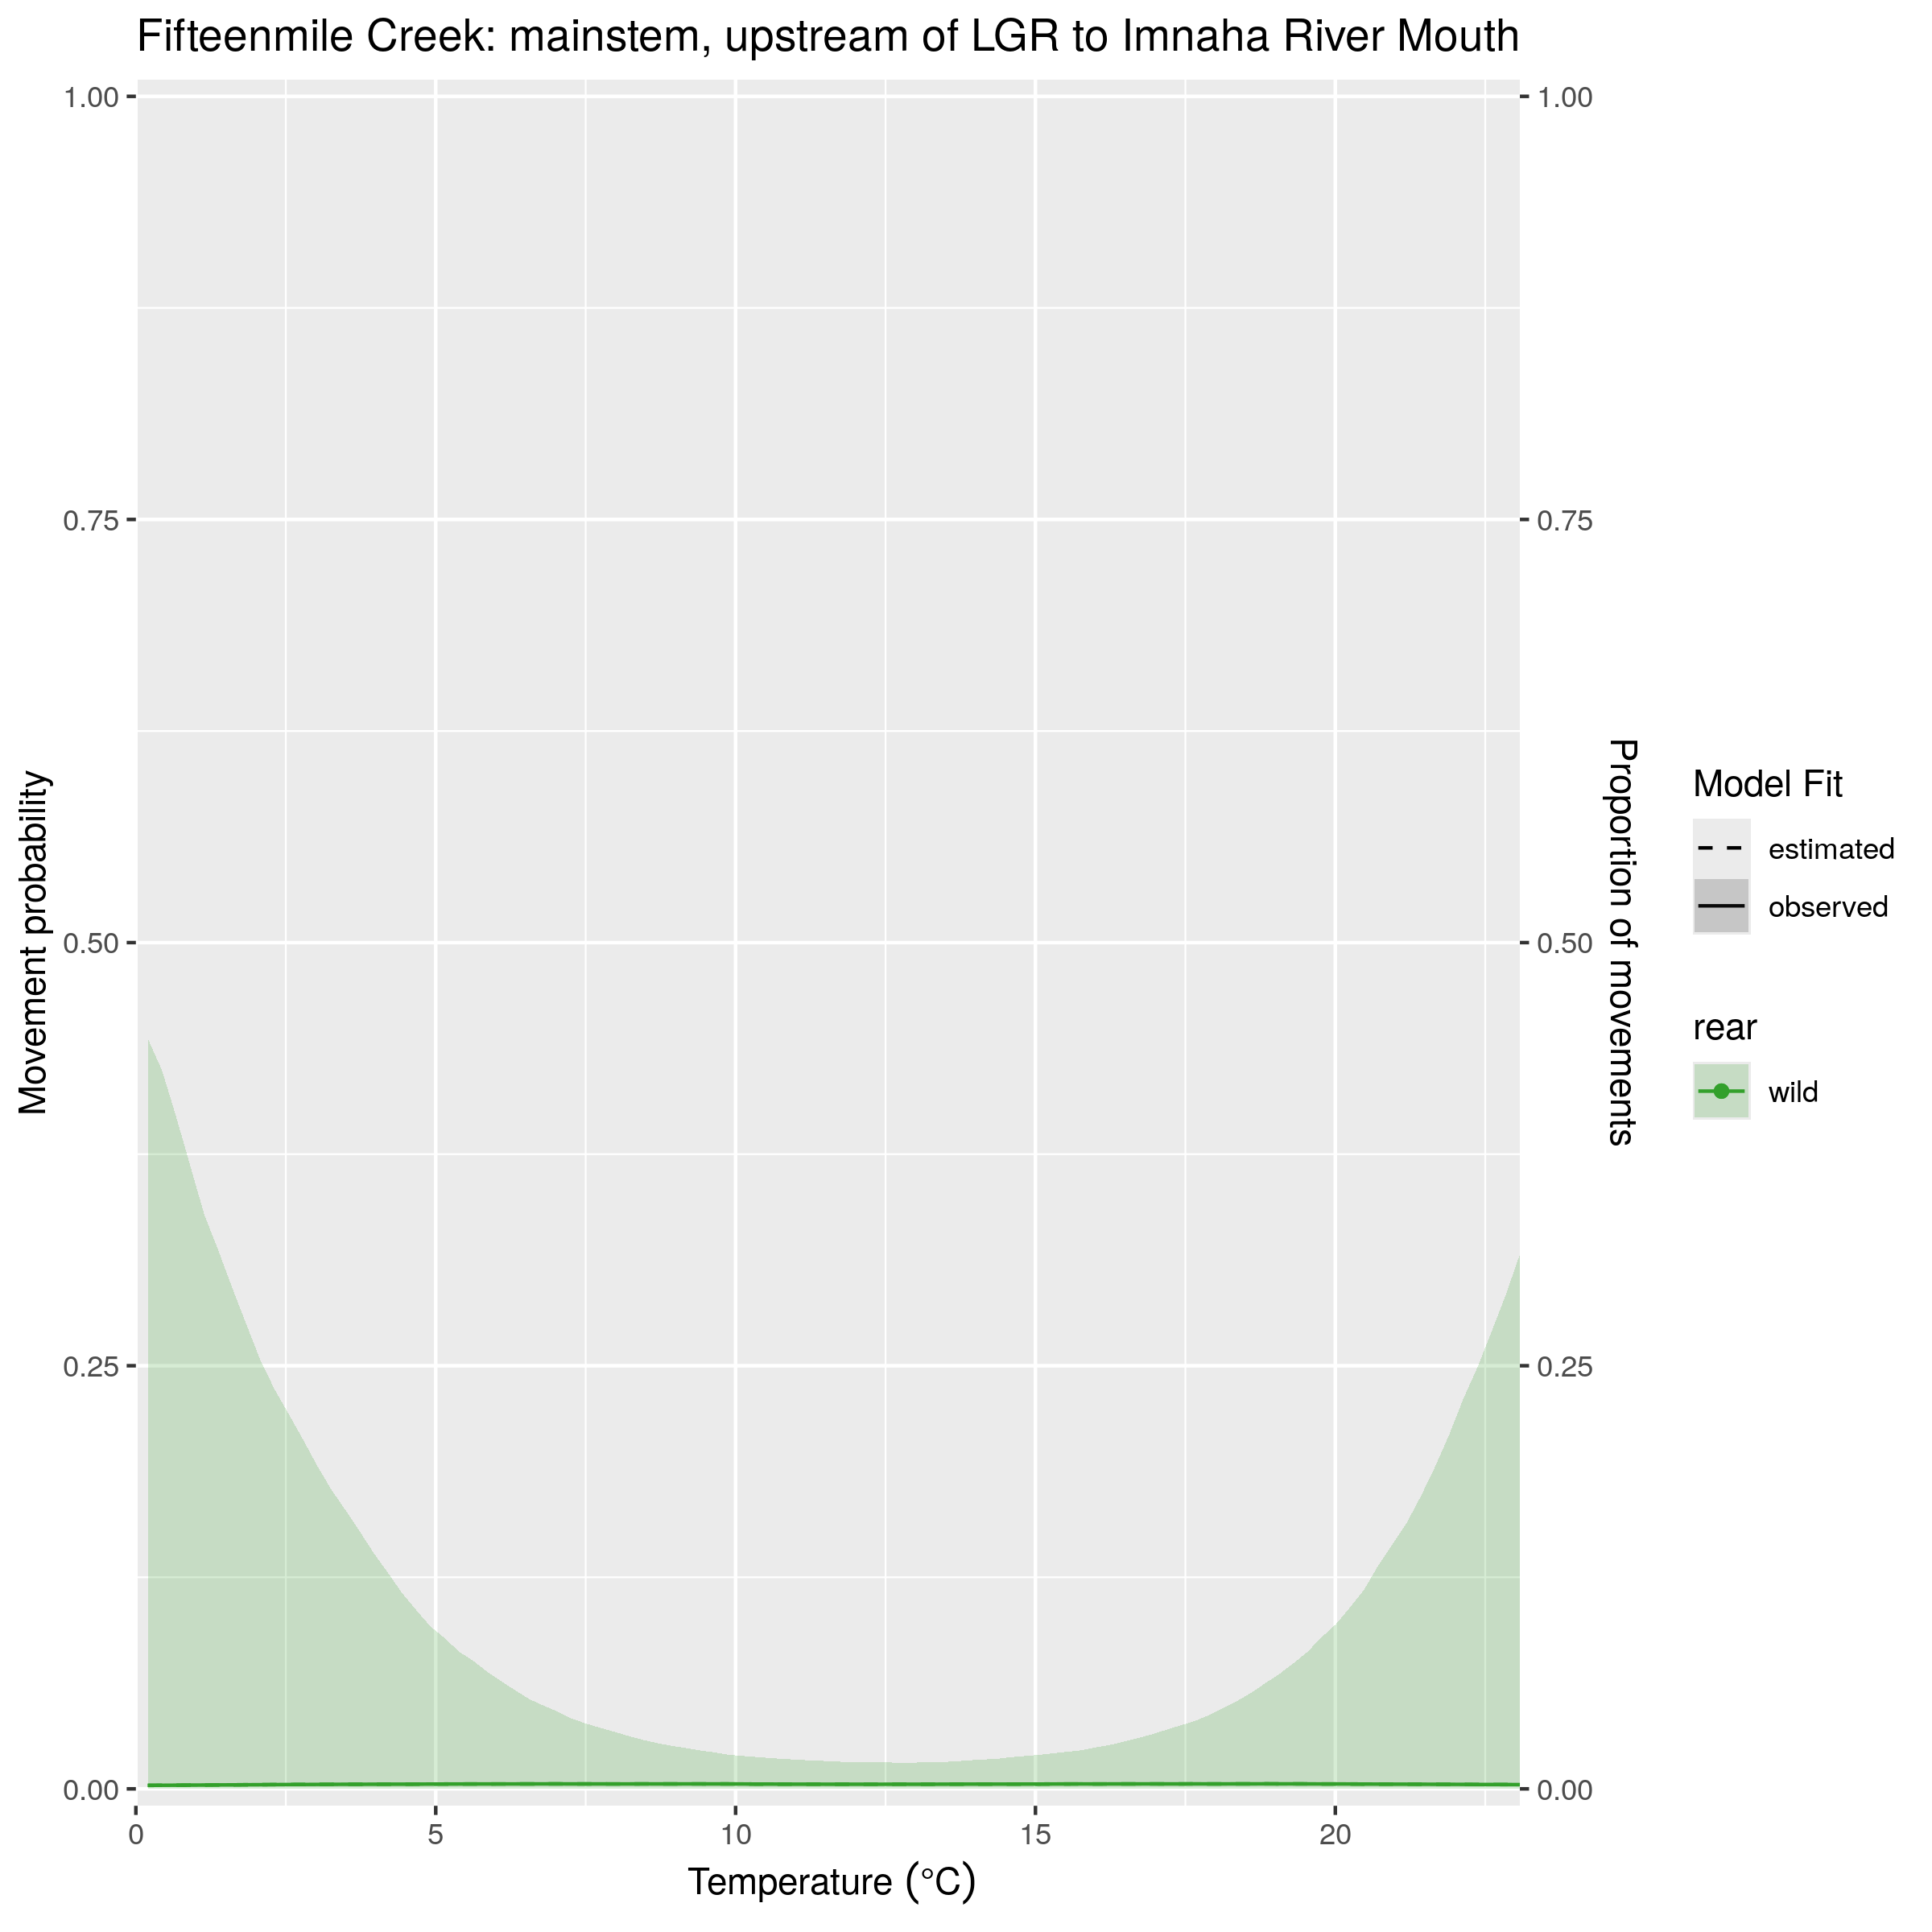 Fifteenmile Creek: mainstem, upstream of LGR to Imnaha River Mouth
Movement probability
1.00
0.75
0.50
0.25
0.00
0
5
10
15
20
Temperature (°C)
1.00
0.75
0.50
0.25
0.00
Proportion of movements
Model Fit
estimated
observed
rear
wild